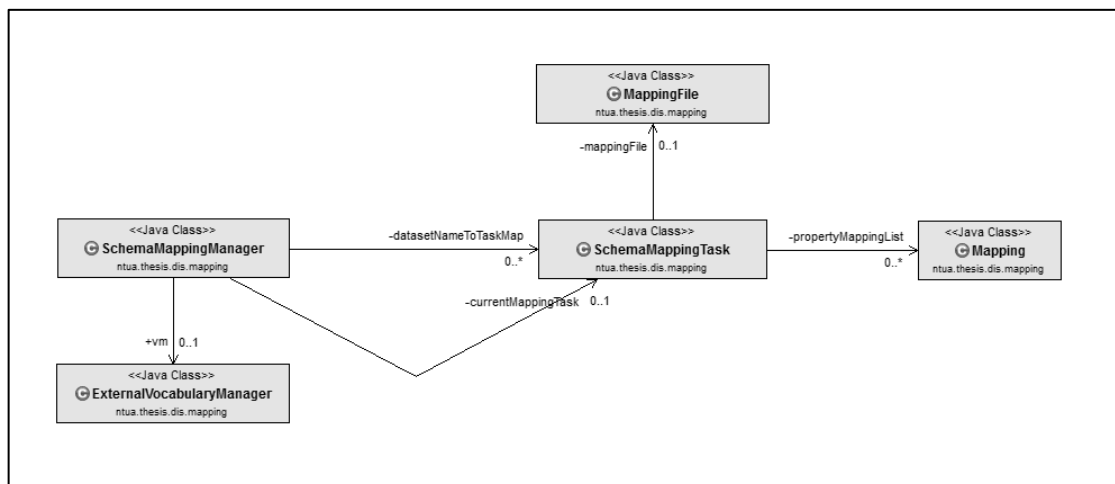 <<Java Class>>
MappingFile
ntua.thesis.dis.mapping
-mappingFile
0..1
<<Java Class>>
SchemaMappingManager
ntua.thesis.dis.mapping
-datasetNameToTaskMap
0..*
<<Java Class>>
SchemaMappingTask
ntua.thesis.dis.mapping
-propertyMappingList
0..*
<<Java Class>>
Mapping
ntua.thesis.dis.mapping
-currentMappingTask
0..1
+vm
0..1
<<Java Class>>
ExternalVocabularyManager
ntua.thesis.dis.mapping